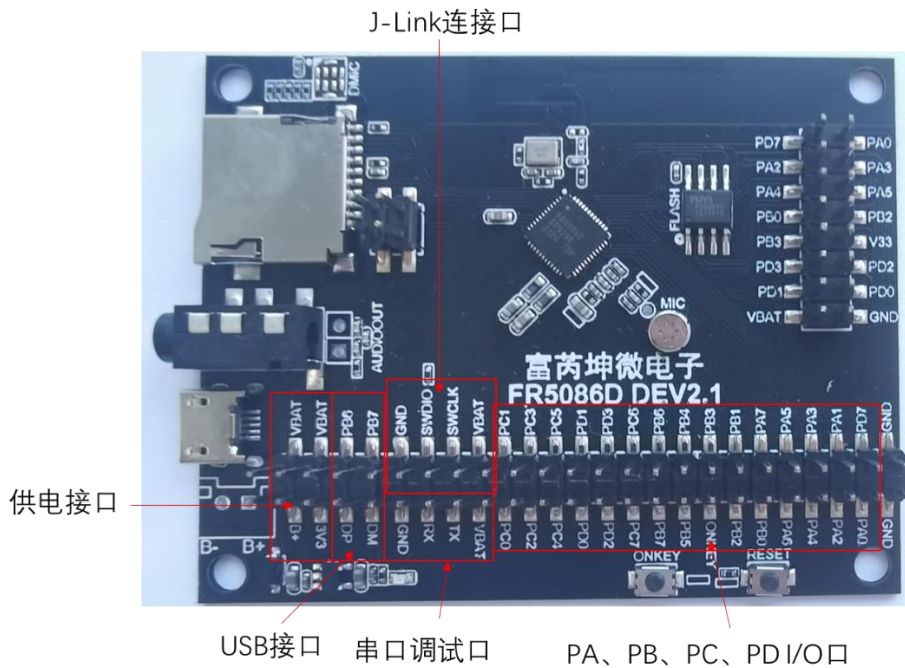 J-Link连接口
DMIC
PD7 PA0
PA2 PA3
PA4 PA5
PB0 PB2
PB3 V33
PD3 PD2
PD1 PD0
VBAT GND
FLASH
MIC
AUDIOOUT
富芮坤微电子
FR5086D DEV2.1
VBAT VBAT PB6 PB7 GND SWDIO SWCLK VBAT PC1 PC3 PC5 PD1 PD3 PC6 PB6 PB4 PB3 PB1 PA7 PA5 PA3 PA1 PD7 GND
供电接口
B+ 3V3 DP DM GND RX TX VBAT PC0 PC2 PC4 PD0 PD2 PC7 PB7 PB5 ONKEY PB2 PB0 PA6 PA4 PA2 PA0 GND
B- B+
ONKEY RESET
USB接口 串口调试口 PA、PB、PC、PD I/O口